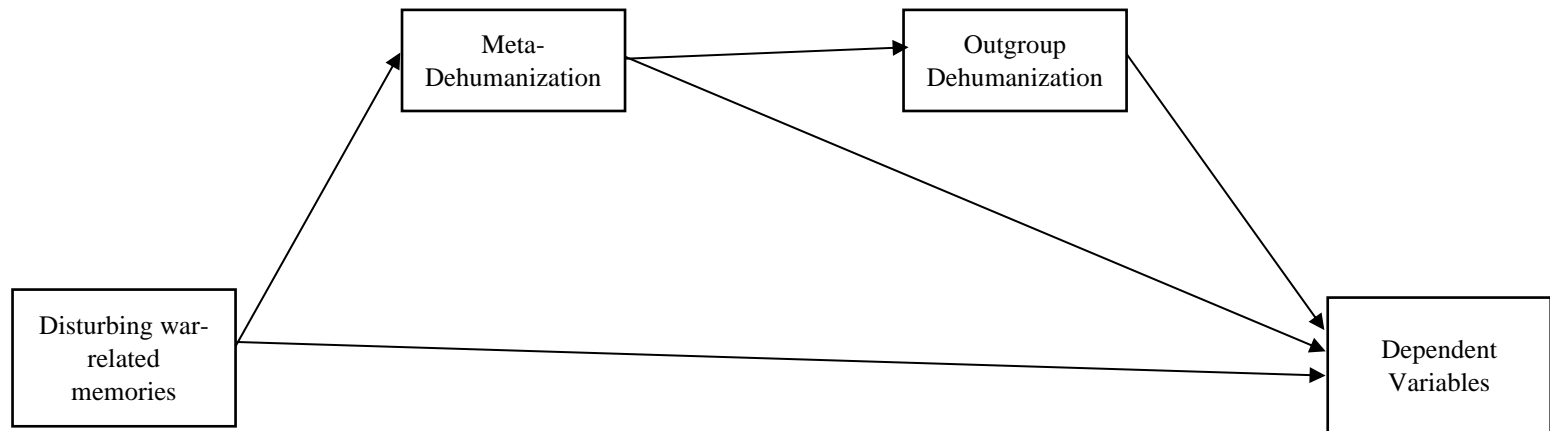 Meta-
Dehumanization
Outgroup
Dehumanization
Disturbing war-
related
memories
Dependent
Variables